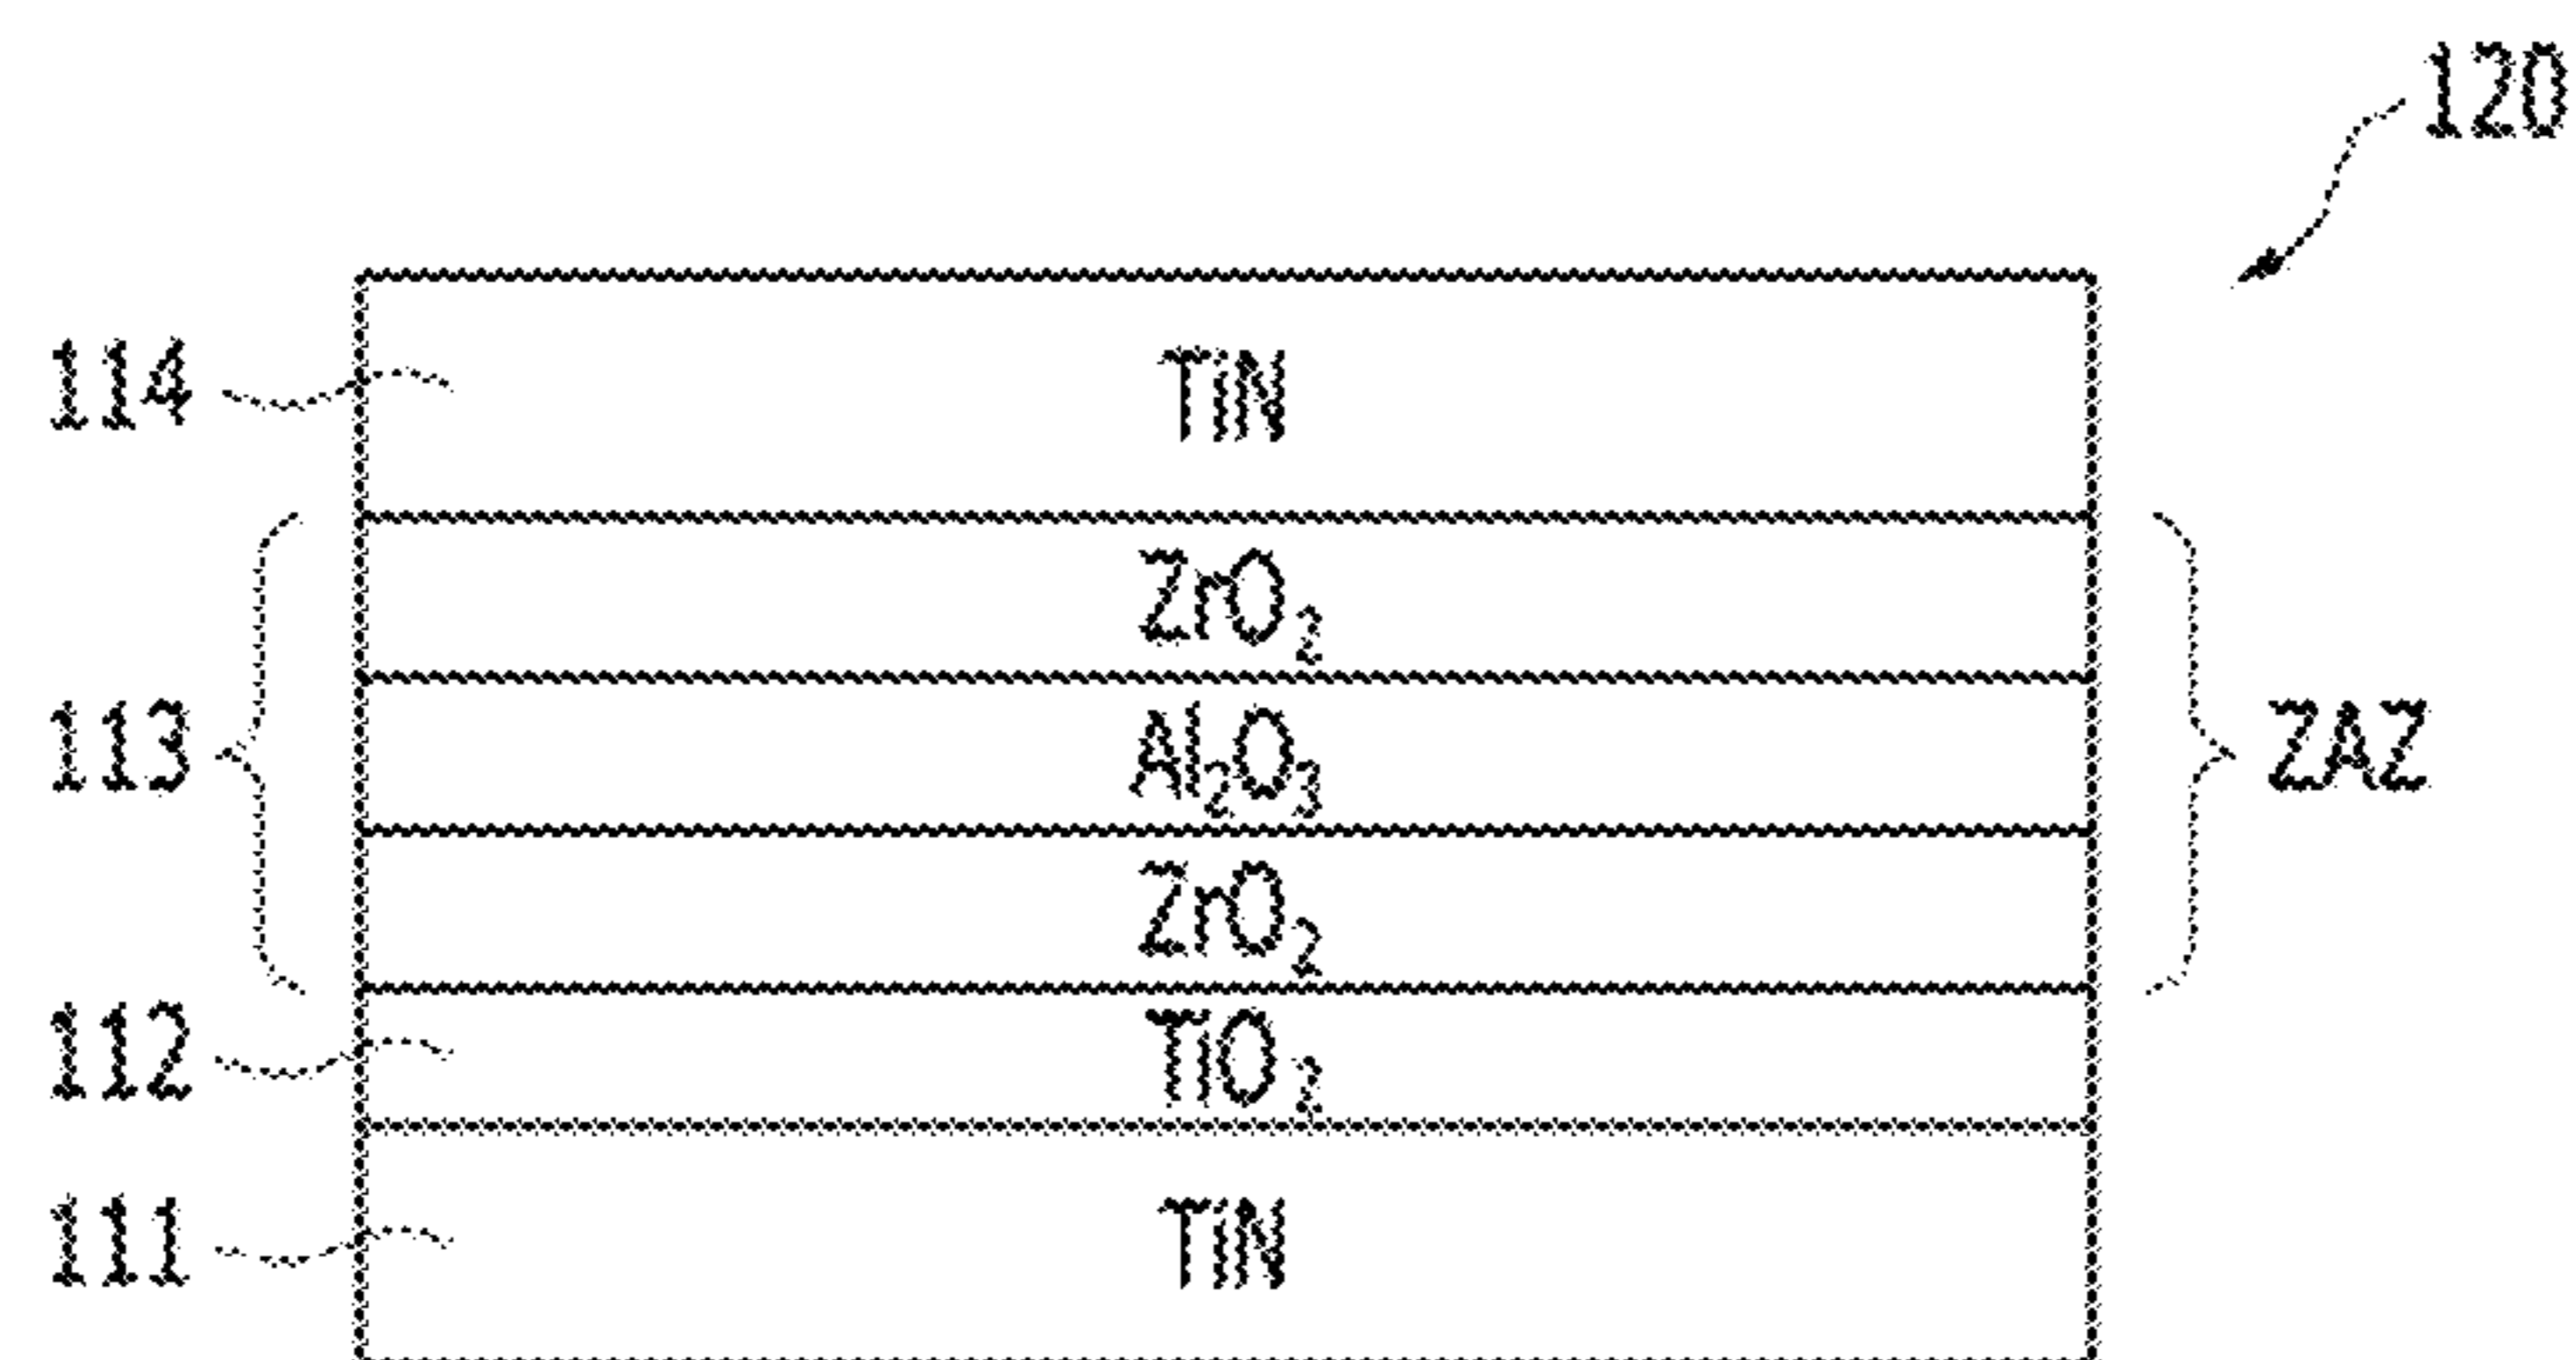 120
114 TiN
ZrO₂
113 Al₂O₃ ZAZ
ZrO₂
112 TiO₂
111 TiN